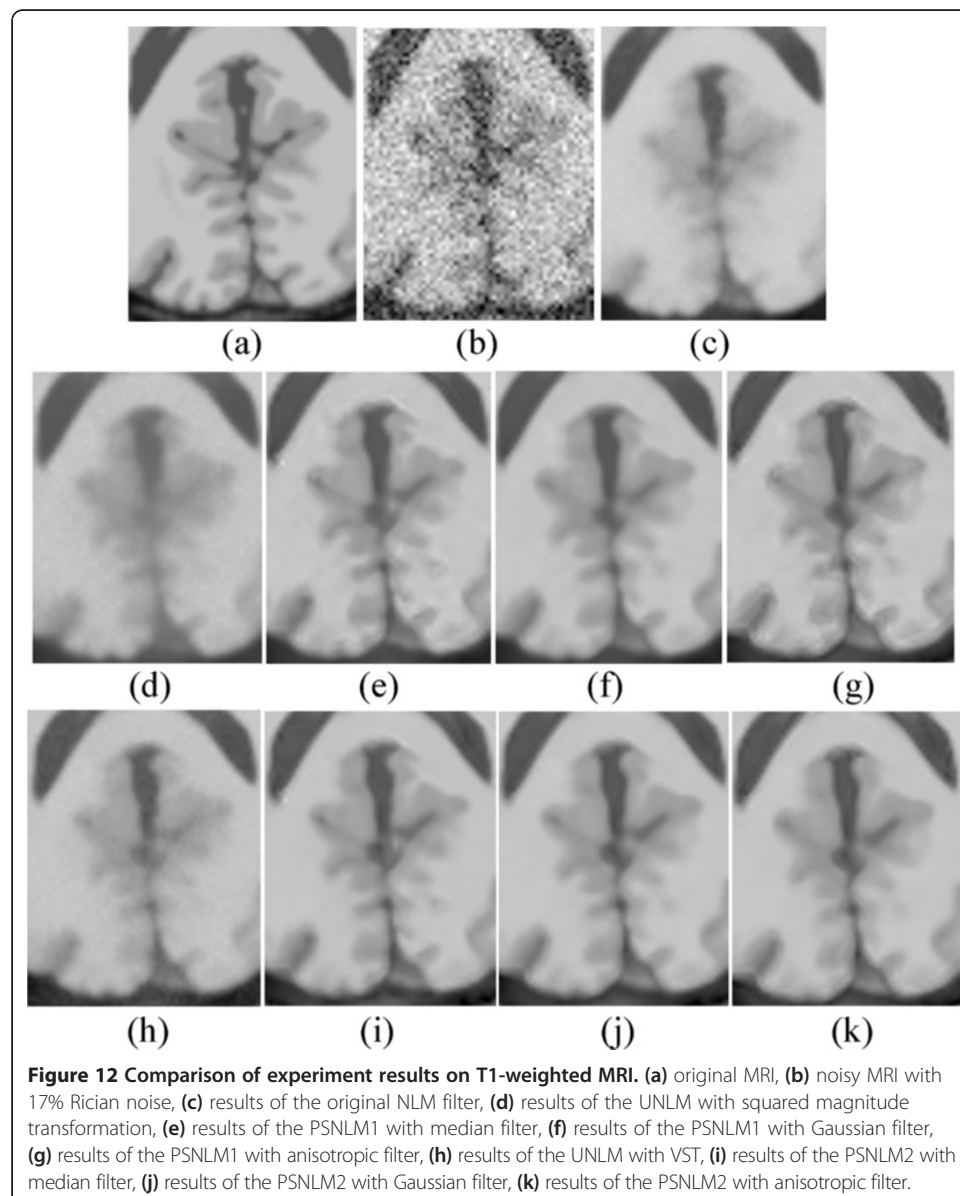 (a) (b) (c)
(d) (e) (f) (g)
(h) (i) (j) (k)
Figure 12 Comparison of experiment results on T1-weighted MRI. (a) original MRI, (b) noisy MRI with
17% Rician noise, (c) results of the original NLM filter, (d) results of the UNLM with squared magnitude
transformation, (e) results of the PSNLM1 with median filter, (f) results of the PSNLM1 with Gaussian filter,
(g) results of the PSNLM1 with anisotropic filter, (h) results of the UNLM with VST, (i) results of the PSNLM2 with
median filter, (j) results of the PSNLM2 with Gaussian filter, (k) results of the PSNLM2 with anisotropic filter.